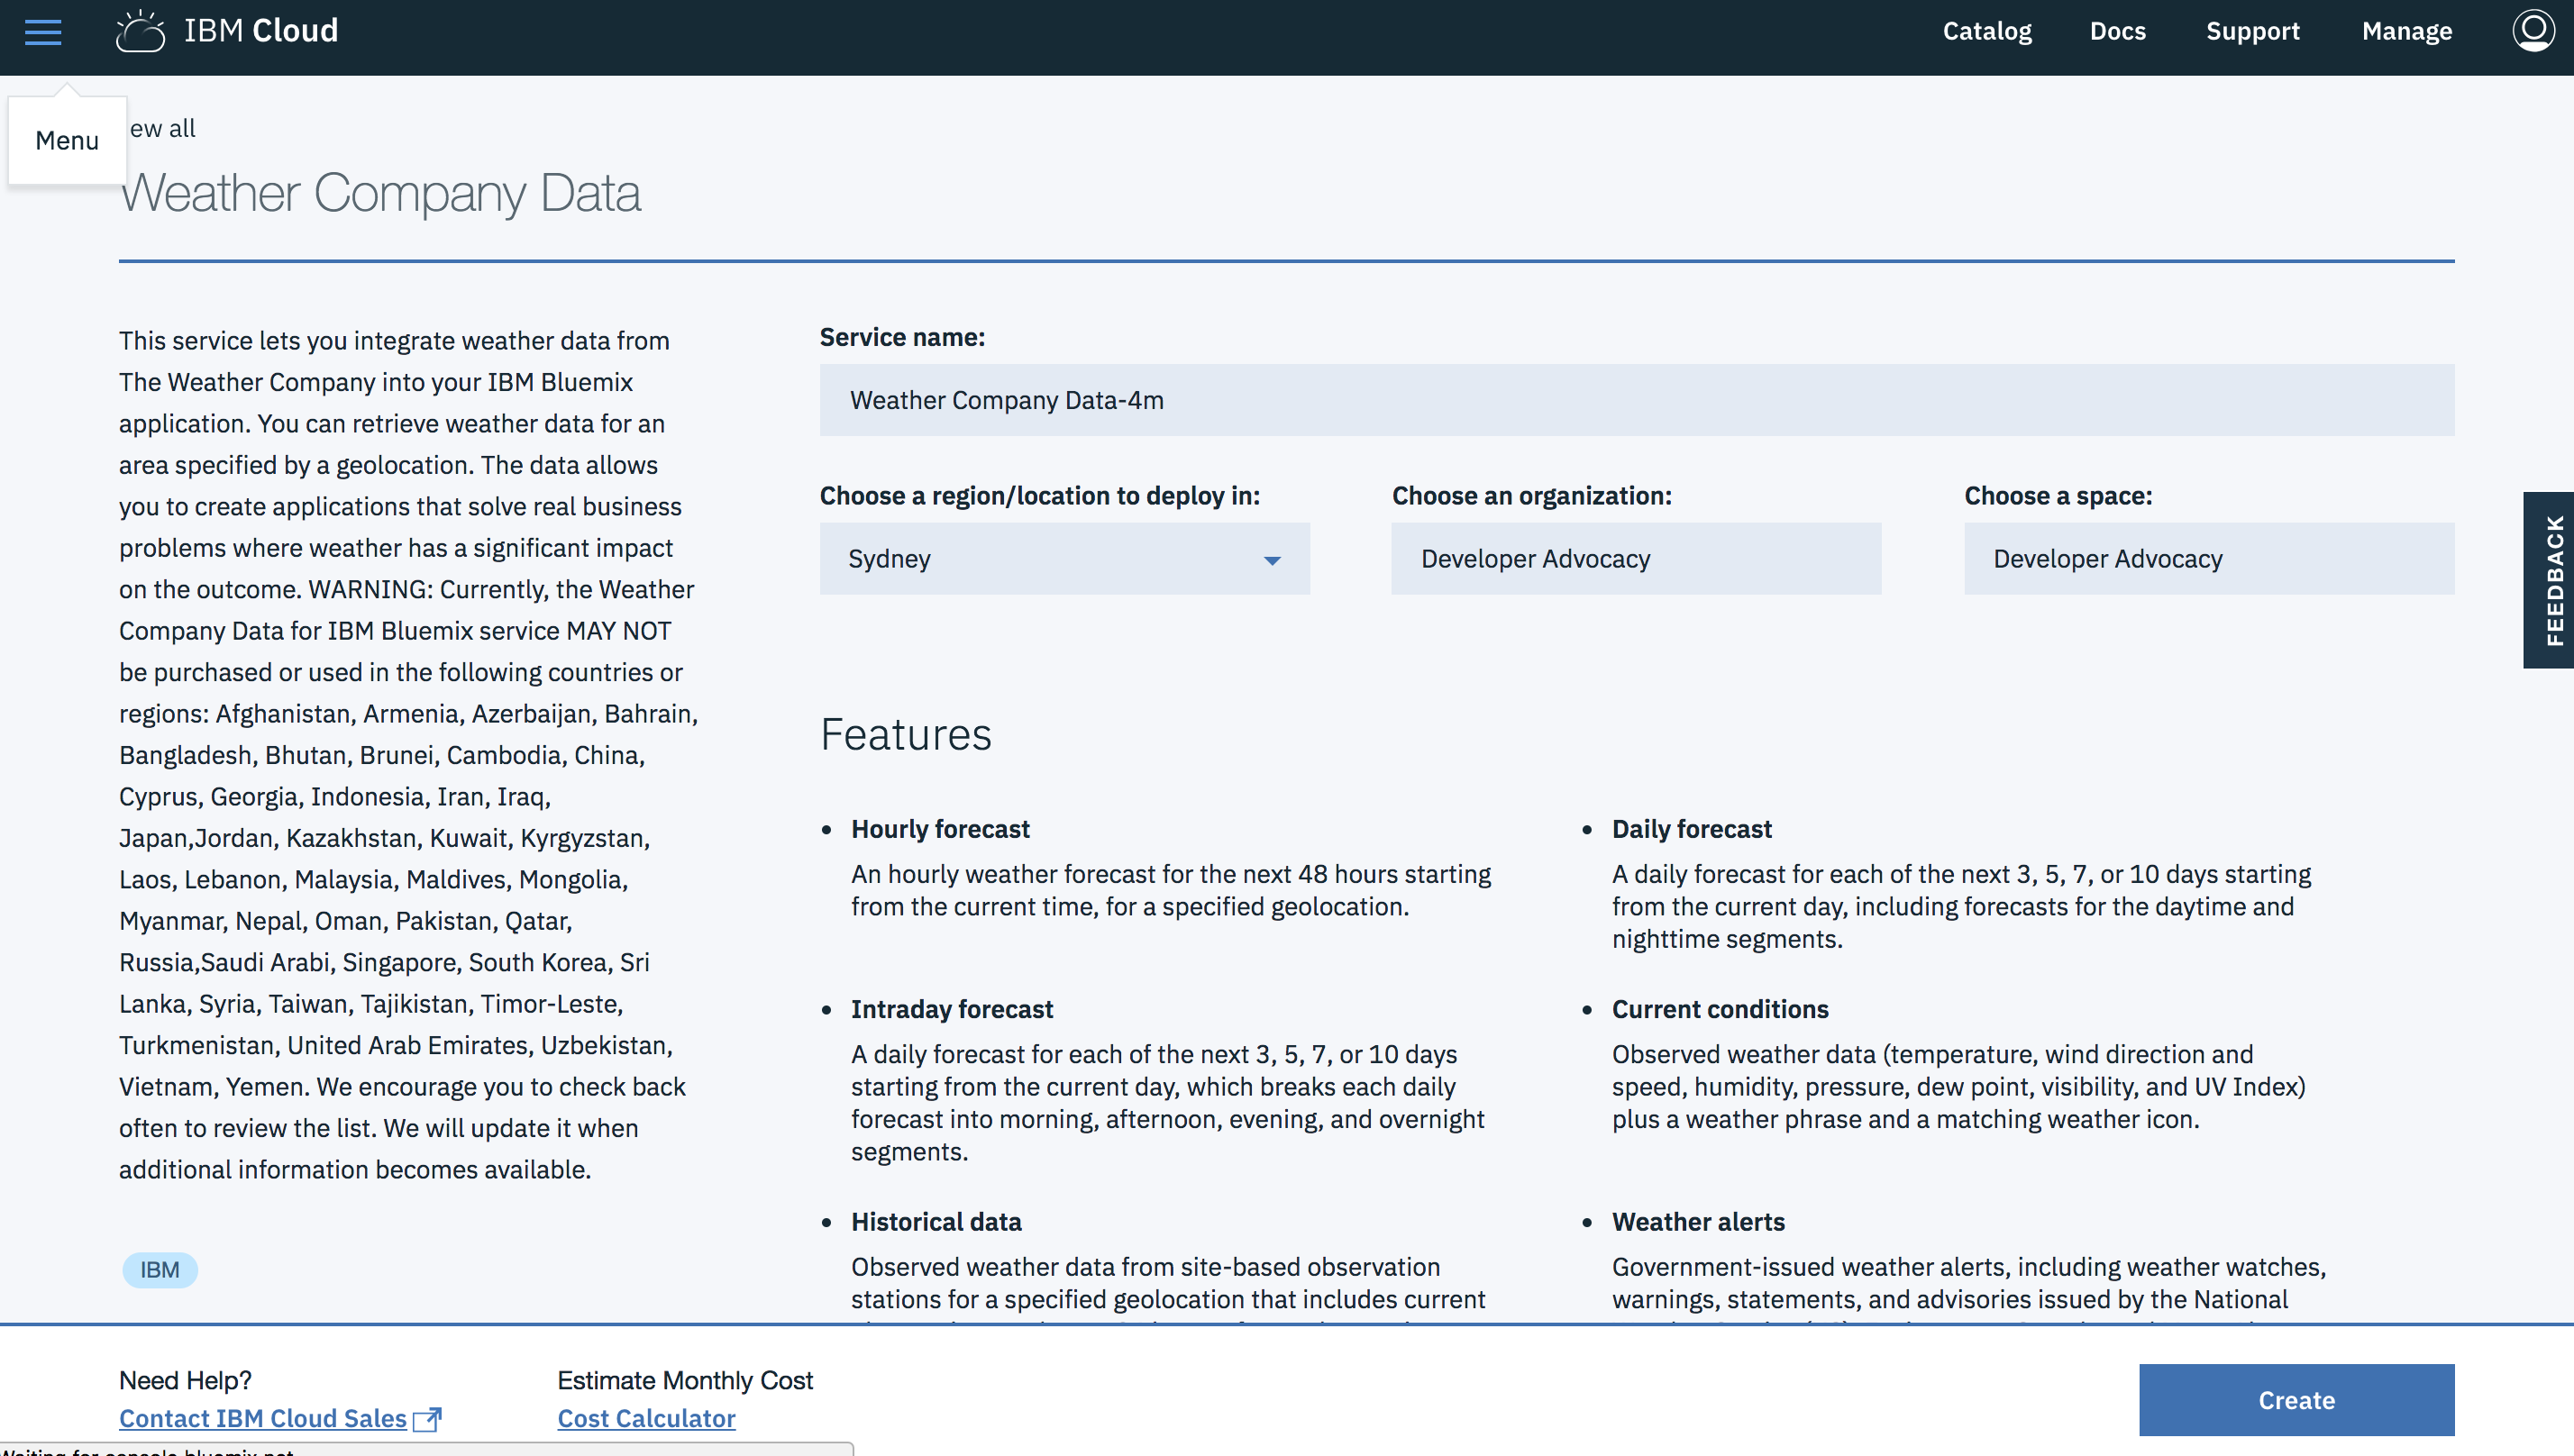 IBM Cloud
Catalog Docs Support Manage
Menu
ew all
Weather Company Data
This service lets you integrate weather data from
The Weather Company into your IBM Bluemix
application. You can retrieve weather data for an
area specified by a geolocation. The data allows
you to create applications that solve real business
problems where weather has a significant impact
on the outcome. WARNING: Currently, the Weather
Company Data for IBM Bluemix service MAY NOT
be purchased or used in the following countries or
regions: Afghanistan, Armenia, Azerbaijan, Bahrain,
Bangladesh, Bhutan, Brunei, Cambodia, China,
Cyprus, Georgia, Indonesia, Iran, Iraq,
Japan,Jordan, Kazakhstan, Kuwait, Kyrgyzstan,
Laos, Lebanon, Malaysia, Maldives, Mongolia,
Myanmar, Nepal, Oman, Pakistan, Qatar,
Russia,Saudi Arabi, Singapore, South Korea, Sri
Lanka, Syria, Taiwan, Tajikistan, Timor-Leste,
Turkmenistan, United Arab Emirates, Uzbekistan,
Vietnam, Yemen. We encourage you to check back
often to review the list. We will update it when
additional information becomes available.
IBM
Service name:
Weather Company Data-4m
Choose a region/location to deploy in:
Sydney
Choose an organization:
Developer Advocacy
Choose a space:
Developer Advocacy
FEEDBACK
Features
Hourly forecast
An hourly weather forecast for the next 48 hours starting
from the current time, for a specified geolocation.
Daily forecast
A daily forecast for each of the next 3, 5, 7, or 10 days starting
from the current day, including forecasts for the daytime and
nighttime segments.
Intraday forecast
A daily forecast for each of the next 3, 5, 7, or 10 days
starting from the current day, which breaks each daily
forecast into morning, afternoon, evening, and overnight
segments.
Current conditions
Observed weather data (temperature, wind direction and
speed, humidity, pressure, dew point, visibility, and UV Index)
plus a weather phrase and a matching weather icon.
Historical data
Observed weather data from site-based observation
stations for a specified geolocation that includes current
Weather alerts
Government-issued weather alerts, including weather watches,
warnings, statements, and advisories issued by the National
Need Help?
Contact IBM Cloud Sales
Estimate Monthly Cost
Cost Calculator
Create
Waiting for console.bluemix.net